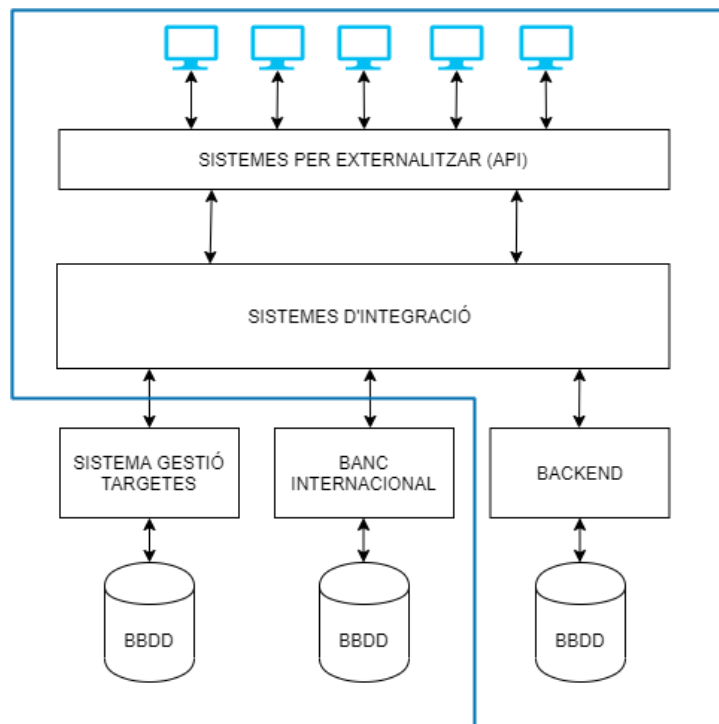 SISTEMES PER EXTERNALITZAR (API)
SISTEMES D'INTEGRACIÓ
SISTEMA GESTIÓ
TARGETES
BANC
INTERNACIONAL
BACKEND
BBDD
BBDD
BBDD